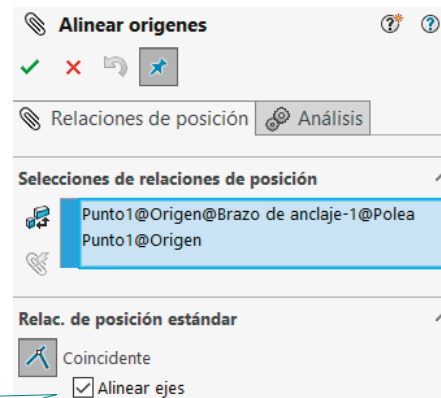 Alinear origenes
Relaciones de posición Análisis
Selecciones de relaciones de posición
Punto1@Origen@Brazo de anclaje-1@Polea
Punto1@Origen
Relac. de posición estándar
Coincidente
Alinear ejes